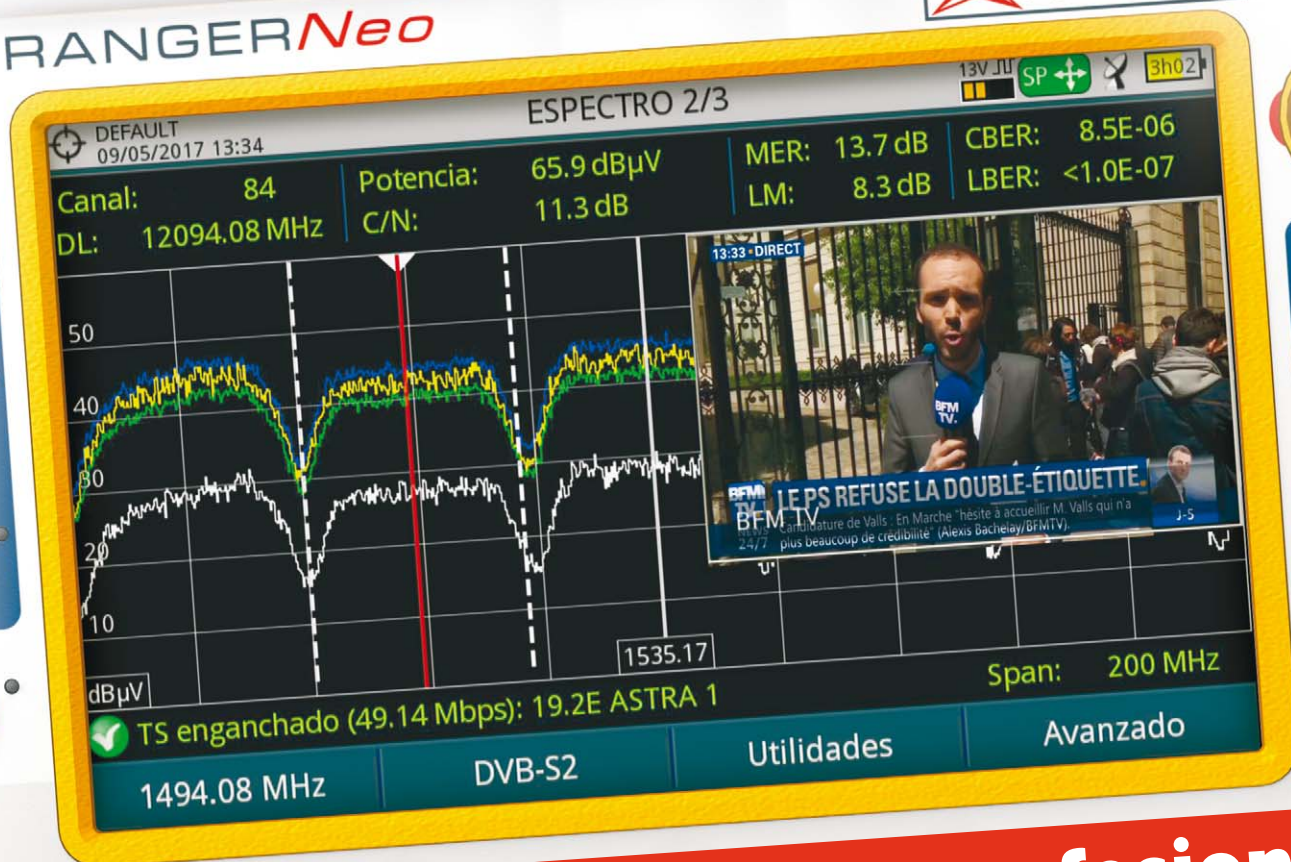 RANGERNeo
DEFAULT
09/05/2017 13:34
ESPECTRO 2/3
13V
SP
3h02
Canal: 84
DL: 12094.08 MHz
Potencia: 65.9 dBµV
C/N: 11.3 dB
MER: 13.7 dB
LM: 8.3 dB
CBER: 8.5E-06
LBER: <1.0E-07
50
40
30
20
10
dBµV
1535.17
13:33 DIRECT
BFM TV.
BFM TV
LE PS REFUSE LA DOUBLE-ÉTIQUETTE
BFM TV
NEWS 24/7
Candidature de Valls : En Marche "hésite à accueillir M. Valls qui n'a
plus beaucoup de crédibilité" (Alexis Bachelay/BFMTV).
J-5
Span: 200 MHz
TS enganchado (49.14 Mbps): 19.2E ASTRA 1
1494.08 MHz
DVB-S2
Utilidades
Avanzado